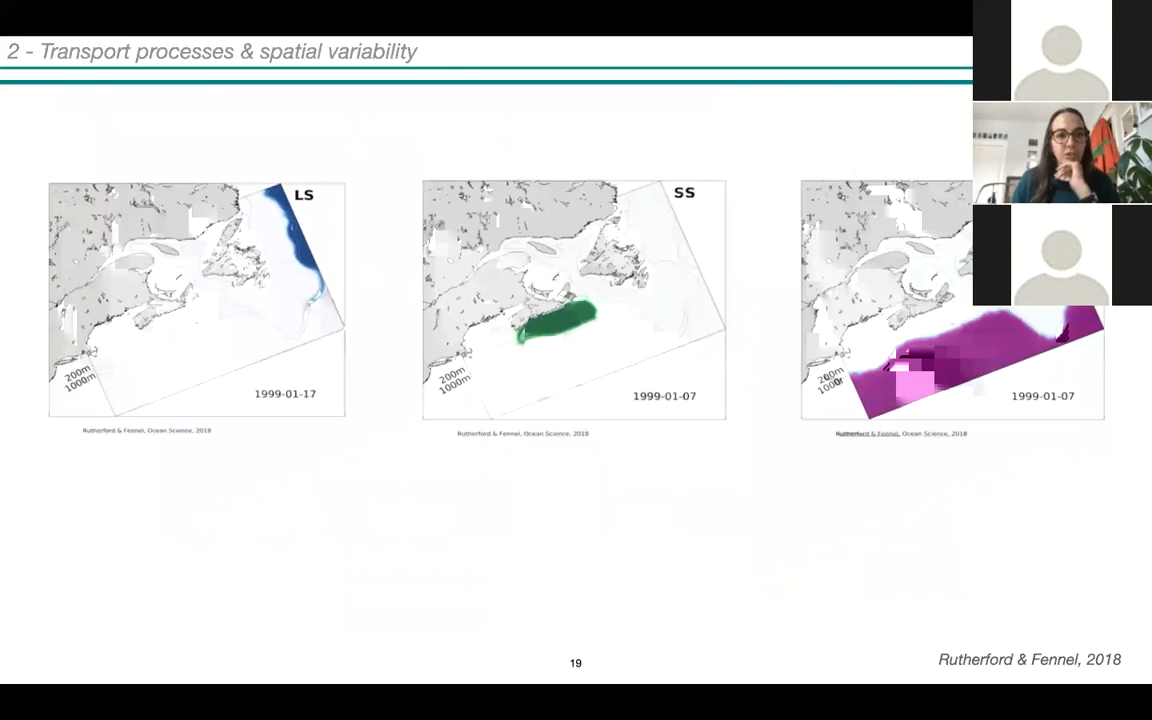 2 - Transport processes & spatial variability
LS
200m
1000m
1999-01-17
Rutherford & Fennel, Ocean Science, 2018
SS
200m
1000m
1999-01-07
Rutherford & Fennel, Ocean Science, 2018
200m
1999-01-07
Rutherford & Fennel, Ocean Science, 2018
19
Rutherford & Fennel, 2018